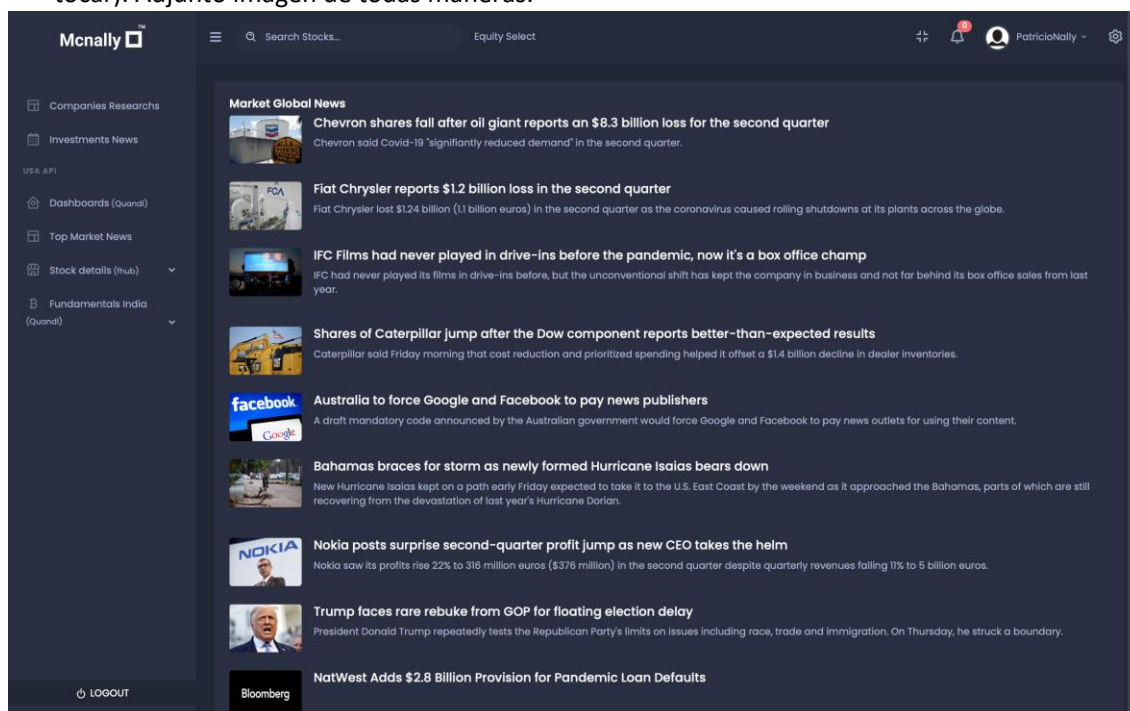 tocar). Adjunto imagen de todas maneras.
Mcnally ™
Search Stocks...
Equity Select
0
PatricioNally
Companies Researchs
Investments News
USA API
Dashboards (Quandl)
Top Market News
Stock details (fhub)
Fundamentals India
(Quandl)
LOGOUT
Market Global News
Chevron shares fall after oil giant reports an $8.3 billion loss for the second quarter
Chevron said Covid-19 "signifiantly reduced demand" in the second quarter.
FCA
Fiat Chrysler reports $1.2 billion loss in the second quarter
Fiat Chrysler lost $1.24 billion (1.1 billion euros) in the second quarter as the coronavirus caused rolling shutdowns at its plants across the globe.
IFC Films had never played in drive-ins before the pandemic, now it's a box office champ
IFC had never played its films in drive-ins before, but the unconventional shift has kept the company in business and not far behind its box office sales from last
year.
Shares of Caterpillar jump after the Dow component reports better-than-expected results
Caterpillar said Friday morning that cost reduction and prioritized spending helped it offset a $1.4 billion decline in dealer inventories.
facebook
Google
Australia to force Google and Facebook to pay news publishers
A draft mandatory code announced by the Australian government would force Google and Facebook to pay news outlets for using their content.
Bahamas braces for storm as newly formed Hurricane Isaias bears down
New Hurricane Isaias kept on a path early Friday expected to take it to the U.S. East Coast by the weekend as it approached the Bahamas, parts of which are still
recovering from the devastation of last year's Hurricane Dorian.
NOKIA
Nokia posts surprise second-quarter profit jump as new CEO takes the helm
Nokia saw its profits rise 22% to 316 million euros ($376 million) in the second quarter despite quarterly revenues falling 11% to 5 billion euros.
Trump faces rare rebuke from GOP for floating election delay
President Donald Trump repeatedly tests the Republican Party's limits on issues including race, trade and immigration. On Thursday, he struck a boundary.
Bloomberg
NatWest Adds $2.8 Billion Provision for Pandemic Loan Defaults